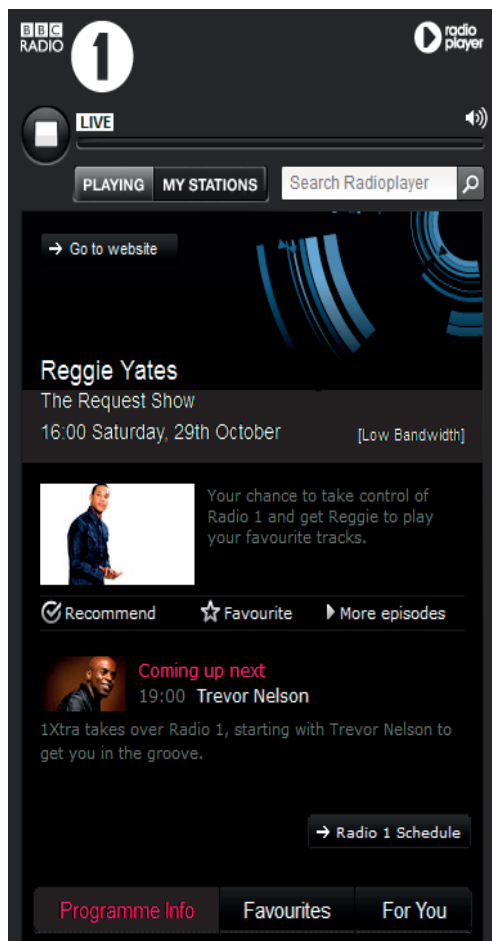 BBC
RADIO
1
radio
player
LIVE
PLAYING MY STATIONS Search Radioplayer
Go to website
Reggie Yates
The Request Show
16:00 Saturday, 29th October [Low Bandwidth]
Your chance to take control of
Radio 1 and get Reggie to play
your favourite tracks.
Recommend Favourite More episodes
Coming up next
19:00 Trevor Nelson
1Xtra takes over Radio 1, starting with Trevor Nelson to
get you in the groove.
Radio 1 Schedule
Programme Info Favourites For You